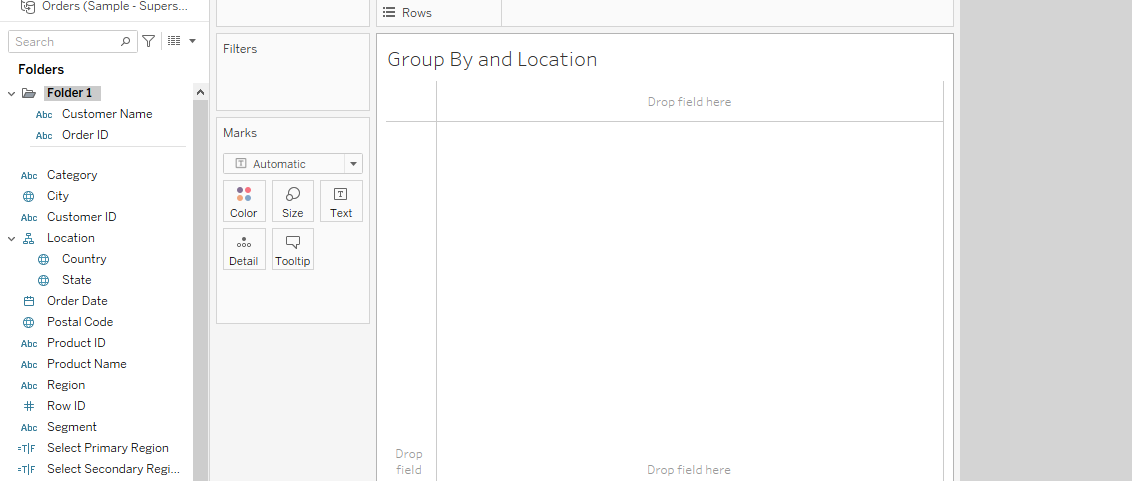 Orders (Sample - Supers...
Search
Folders
Folder 1
Abc Customer Name
Abc Order ID
Abc Category
City
Abc Customer ID
Location
Country
State
Order Date
Postal Code
Abc Product ID
Abc Product Name
Abc Region
# Row ID
Abc Segment
=T|F Select Primary Region
=T|F Select Secondary Regi...
Filters
Marks
T Automatic
Color Size Text
Detail Tooltip
Rows
Group By and Location
Drop field here
Drop
field
Drop field here